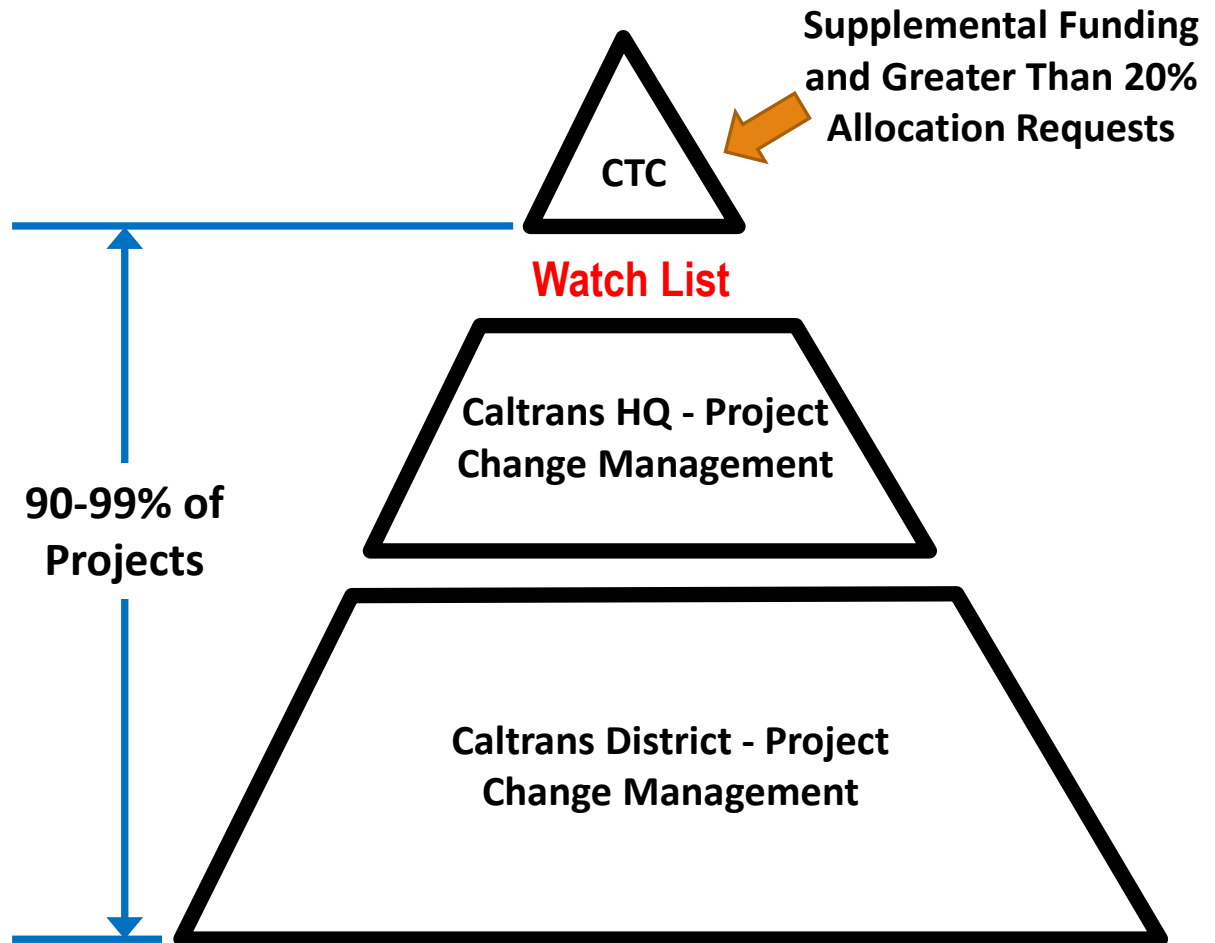 Supplemental Funding
and Greater Than 20%
Allocation Requests
CTC
Watch List
Caltrans HQ - Project
Change Management
90-99% of
Projects
Caltrans District - Project
Change Management